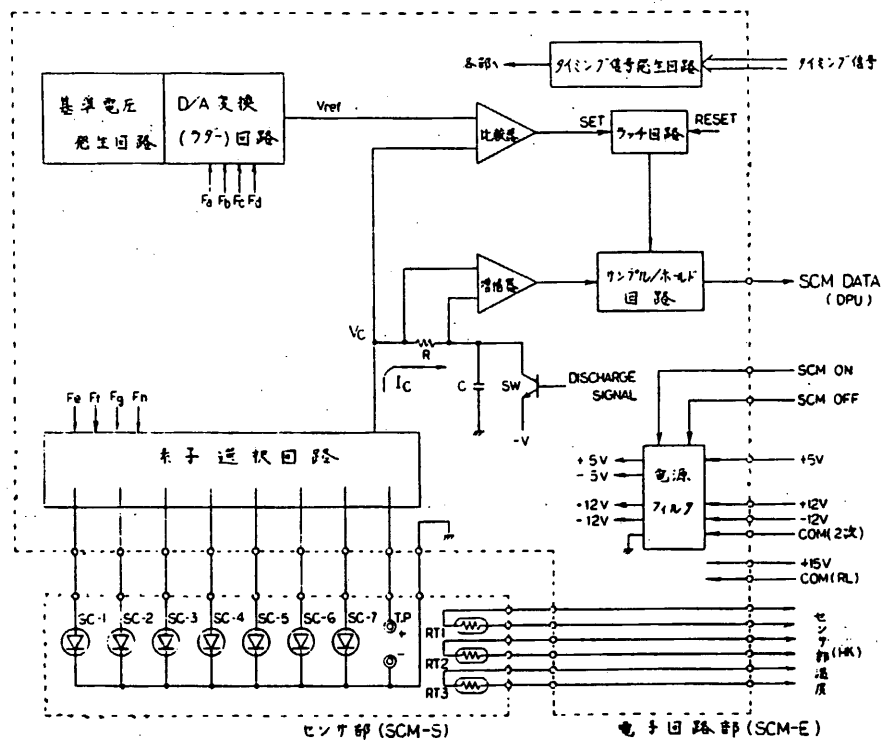 各部へ
タイミング信号発生回路
タイミング信号
基準電圧
発生回路
D/A変換
(ラダー)回路
Vref
Fa Fb Fc Fd
比較器
SET
ラッチ回路
RESET
増幅器
サンプル/ホールド
回路
SCM DATA
(DPU)
VC
R
IC
C
SW
DISCHARGE
SIGNAL
-V
SCM ON
SCM OFF
Fe Ff Fg Fh
素子選択回路
+5V
-5V
+12V
-12V
電源
フィルタ
+5V
+12V
-12V
COM(2次)
+15V
COM(RL)
SC-1 SC-2 SC-3 SC-4 SC-5 SC-6 SC-7 T.P
+
-
RT1
RT2
RT3
センサ部温度
(HK)
センサ部(SCM-S)
電子回路部(SCM-E)